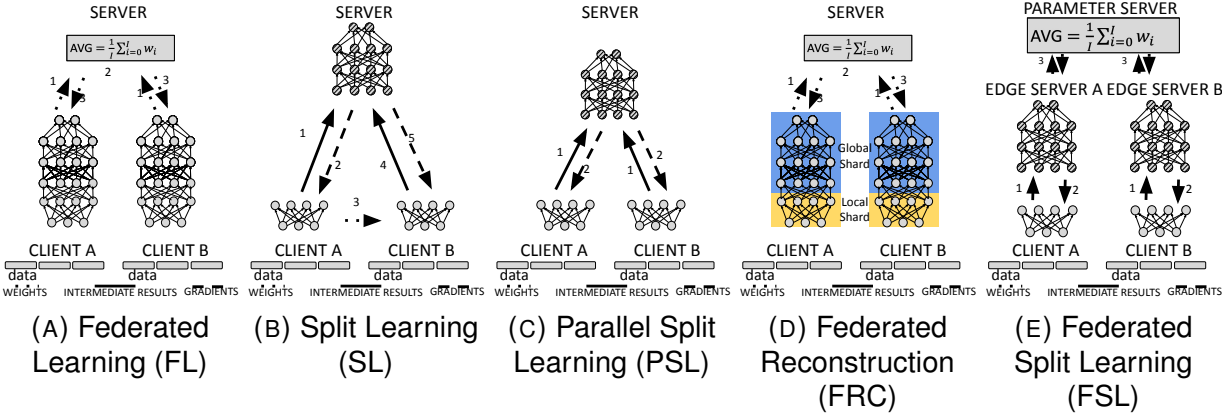 SERVER
AVG = 1/I ∑_{i=0}^{I} w_i
1 2 3
3 1
CLIENT A CLIENT B
data data
WEIGHTS INTERMEDIATE RESULTS GRADIENTS
(A) Federated
Learning (FL)
SERVER
1 2 4 5
3
CLIENT A CLIENT B
data data
WEIGHTS INTERMEDIATE RESULTS GRADIENTS
(B) Split Learning
(SL)
SERVER
1 2 1 2
CLIENT A CLIENT B
data data
WEIGHTS INTERMEDIATE RESULTS GRADIENTS
(C) Parallel Split
Learning (PSL)
SERVER
AVG = 1/I ∑_{i=0}^{I} w_i
1 2 3
3 1
Global
Shard
Local
Shard
CLIENT A CLIENT B
data data
WEIGHTS INTERMEDIATE RESULTS GRADIENTS
(D) Federated
Reconstruction
(FRC)
PARAMETER SERVER
AVG = 1/I ∑_{i=0}^{I} w_i
3 3
EDGE SERVER A EDGE SERVER B
1 2 1 2
CLIENT A CLIENT B
data data
WEIGHTS INTERMEDIATE RESULTS GRADIENTS
(E) Federated
Split Learning
(FSL)